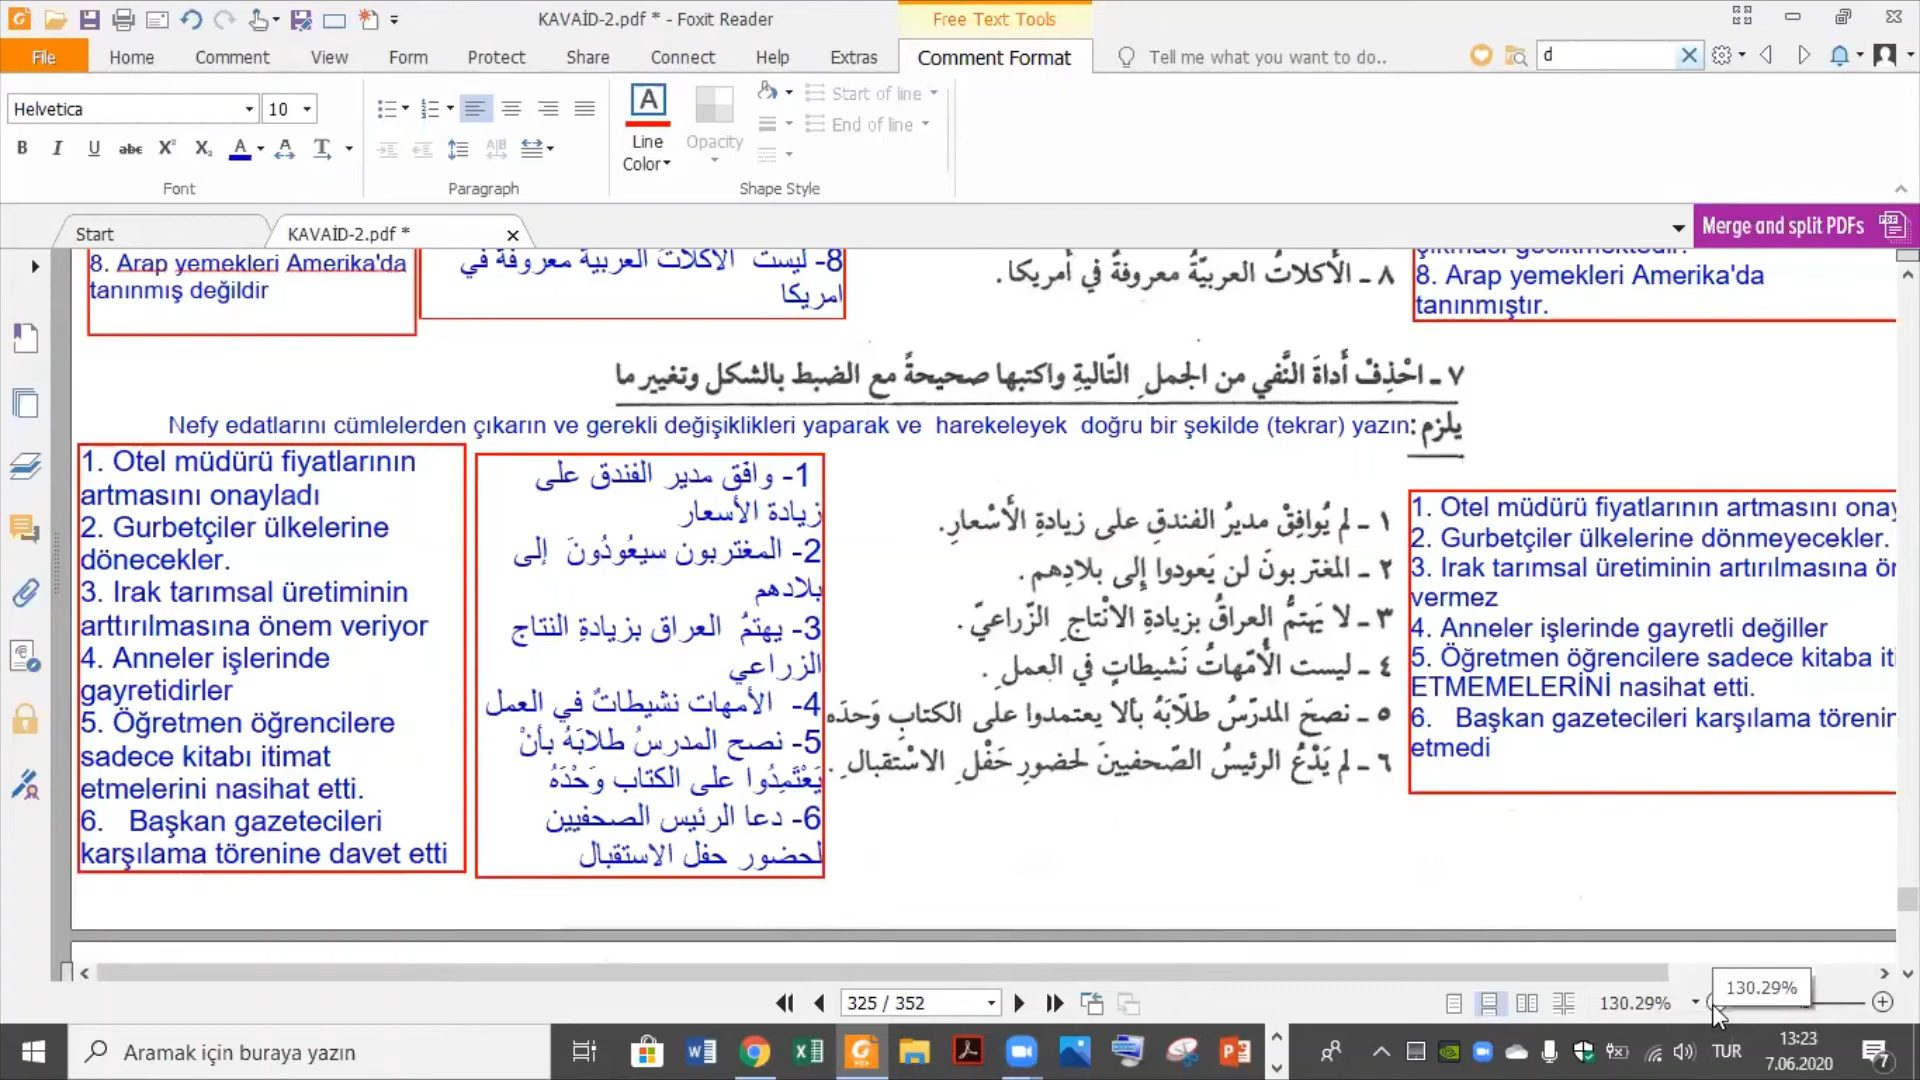 KAVAİD-2.pdf * - Foxit Reader
Free Text Tools
File
Home
Comment
View
Form
Protect
Share
Connect
Help
Extras
Comment Format
Tell me what you want to do..
d
Helvetica
10
Start of line
End of line
Line
Color
Opacity
B I U abc X² X₂ A A T
Font
Paragraph
Shape Style
Start
KAVAİD-2.pdf *
Merge and split PDFs
8. Arap yemekleri Amerika'da
tanınmış değildir
8- ليست الاكلات العربية معروفة في
امريكا
٨ ـ الأكلاتُ العربيّةُ معروفةٌ في أمريكا.
8. Arap yemekleri Amerika'da
tanınmıştır.
٧ ـ احْذِفْ أَداةَ النَّفي من الجملِ التّاليةِ واكتبها صحيحةً مع الضبط بالشكل وتغيير ما
يلزم:
Nefy edatlarını cümlelerden çıkarın ve gerekli değişiklikleri yaparak ve harekeleyek doğru bir şekilde (tekrar) yazın
1. Otel müdürü fiyatlarının
artmasını onayladı
2. Gurbetçiler ülkelerine
dönecekler.
3. Irak tarımsal üretiminin
arttırılmasına önem veriyor
4. Anneler işlerinde
gayretidirler
5. Öğretmen öğrencilere
sadece kitabı itimat
etmelerini nasihat etti.
6. Başkan gazetecileri
karşılama törenine davet etti
1- وافق مدير الفندق على
زيادة الأسعار
2- المغتربون سيعُودُونَ إلى
بلادهم
3- يهتمُ العراق بزيادةِ النتاج
الزراعي
4- الأمهات نشيطاتٌ في العمل
5- نصح المدرسُ طلابَهُ بأنْ
يَعْتَمِدُوا على الكتاب وَحْدَهُ
6- دعا الرئيس الصحفيين
لحضور حفل الاستقبال
١ ـ لم يُوافِقْ مديرُ الفندقِ على زيادةِ الأسْعارِ.
٢ ـ المغتربونَ لن يَعودوا إلى بلادِهم.
٣ ـ لا يَهتمُّ العراقُ بزيادةِ الانْتاجِ الزّراعيّ.
٤ ـ ليست الأُمّهاتُ نَشيطاتٍ في العملِ.
٥ ـ نصحَ المدرّسُ طلّابَهُ بألا يعتمدوا على الكتابِ وَحدَه
٦ ـ لم يَدْعُ الرئيسُ الصّحفيينَ لحضورِ حَفْلِ الاسْتقبالِ.
1. Otel müdürü fiyatlarının artmasını onay
2. Gurbetçiler ülkelerine dönmeyecekler.
3. Irak tarımsal üretiminin artırılmasına ön
vermez
4. Anneler işlerinde gayretli değiller
5. Öğretmen öğrencilere sadece kitaba iti
ETMEMELERİNİ nasihat etti.
6. Başkan gazetecileri karşılama törenin
etmedi
325 / 352
130.29%
130.29%
Aramak için buraya yazın
TUR
13:23
7.06.2020
7